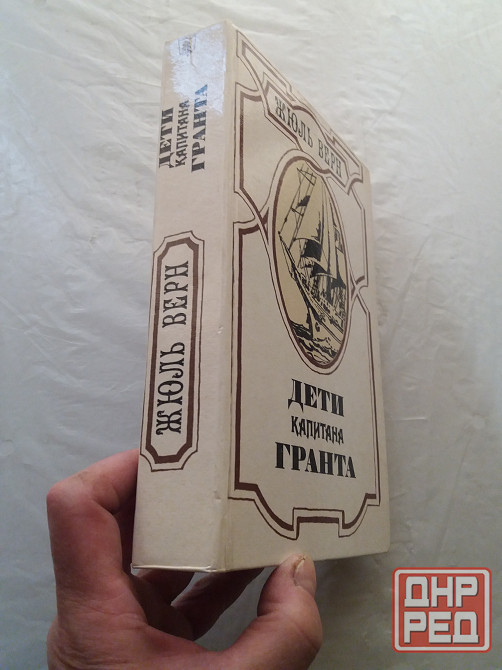 ДЕТИ
КАПИТАНА
ГРАНТА
ЖЮЛЬ ВЕРН
ЖЮЛЬ ВЕРН
ДЕТИ
КАПИТАНА
ГРАНТА
ДНР
РЕД